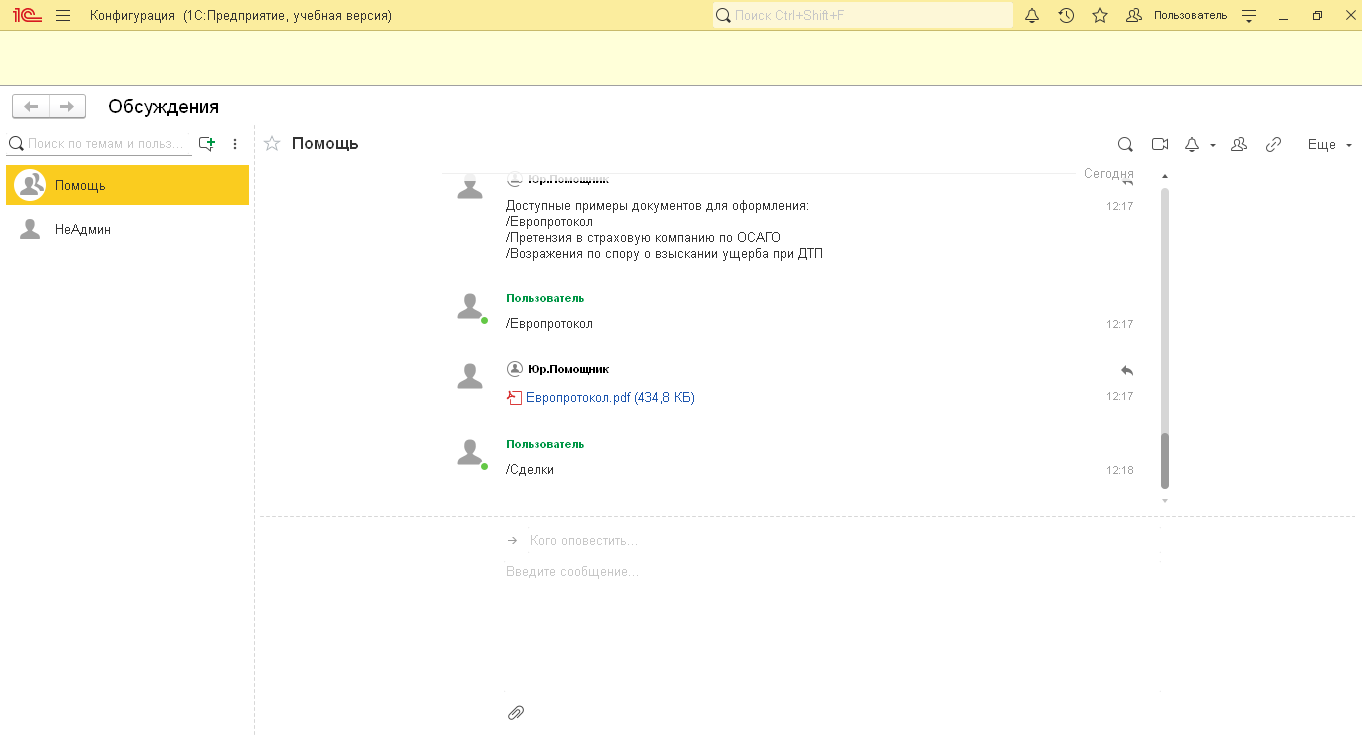 1С Конфигурация (1С:Предприятие, учебная версия)
Поиск Ctrl+Shift+F
Пользователь
Обсуждения
Поиск по темам и польз...
Помощь
НеАдмин
Помощь
Еще
Сегодня
Юр.Помощник
Доступные примеры документов для оформления:
12:17
/Европротокол
/Претензия в страховую компанию по ОСАГО
/Возражения по спору о взыскании ущерба при ДТП
Пользователь
/Европротокол
12:17
Юр.Помощник
Европротокол.pdf (434,8 КБ)
12:17
Пользователь
/Сделки
12:18
Кого оповестить...
Введите сообщение...